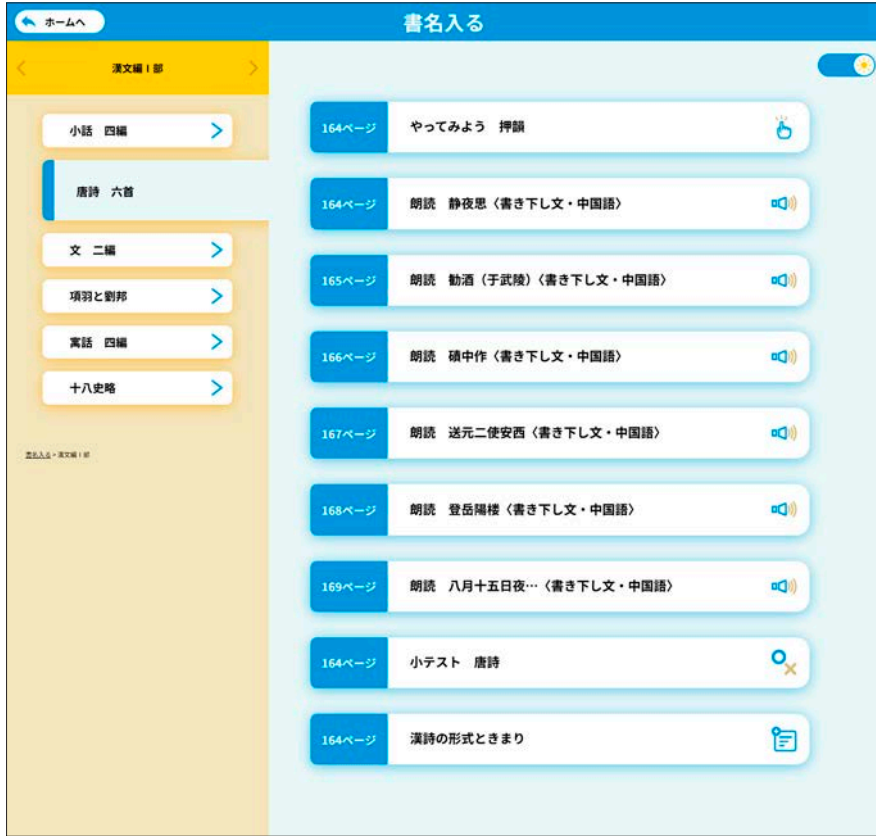 ホームへ
書名入る
漢文編Ⅰ部
小話　四編
唐詩　六首
文　二編
項羽と劉邦
寓話　四編
十八史略
書名入る > 漢文編Ⅰ部
164ページ　やってみよう　押韻
164ページ　朗読　静夜思〈書き下し文・中国語〉
165ページ　朗読　勧酒（于武陵）〈書き下し文・中国語〉
166ページ　朗読　磧中作〈書き下し文・中国語〉
167ページ　朗読　送元二使安西〈書き下し文・中国語〉
168ページ　朗読　登岳陽楼〈書き下し文・中国語〉
169ページ　朗読　八月十五日夜…〈書き下し文・中国語〉
164ページ　小テスト　唐詩
164ページ　漢詩の形式ときまり